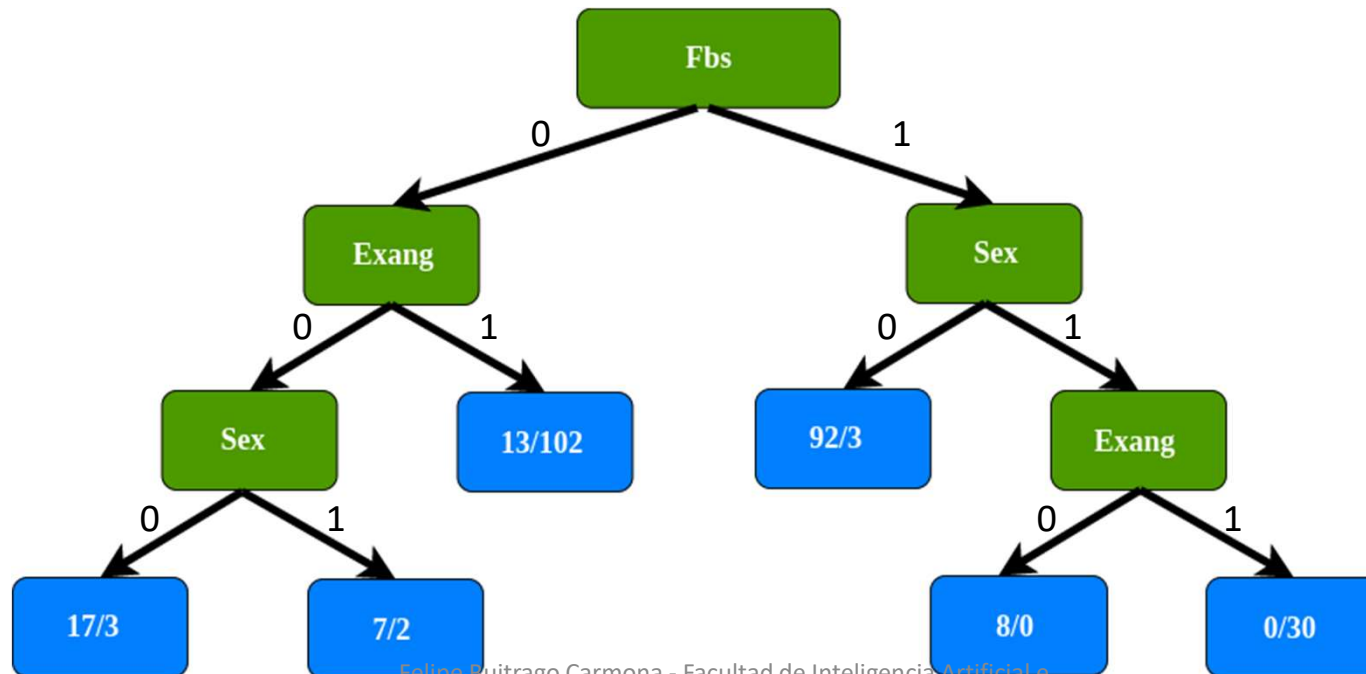 Fbs
0 1
Exang Sex
0 1 0 1
Sex 13/102 92/3 Exang
0 1 0 1
17/3 7/2 8/0 0/30
Felipe Buitrago Carmona - Facultad de Inteligencia Artificial e